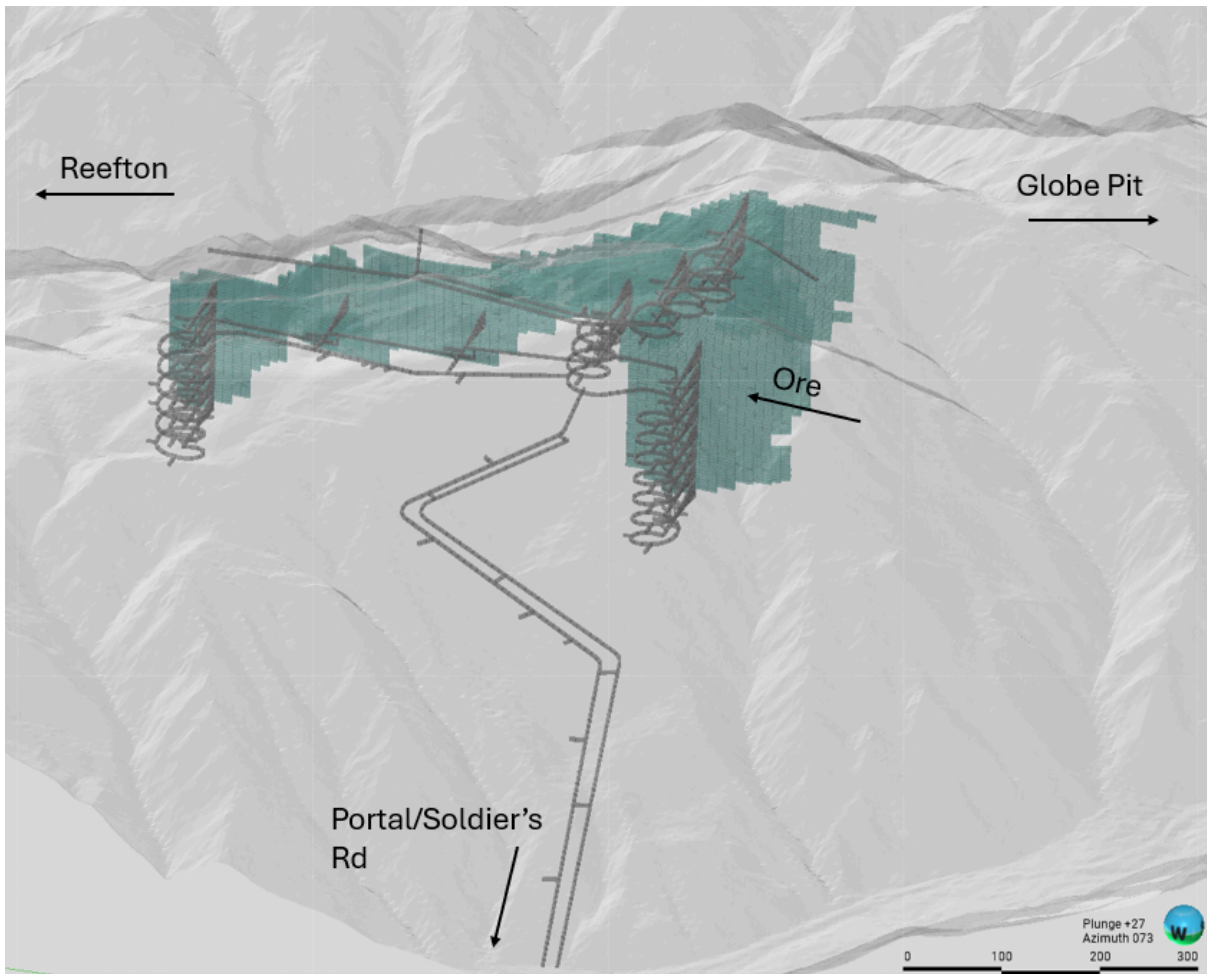 Reefton
Globe Pit
Ore
Portal/Soldier's
Rd
Plunge +27
Azimuth 073
W
0 100 200 300